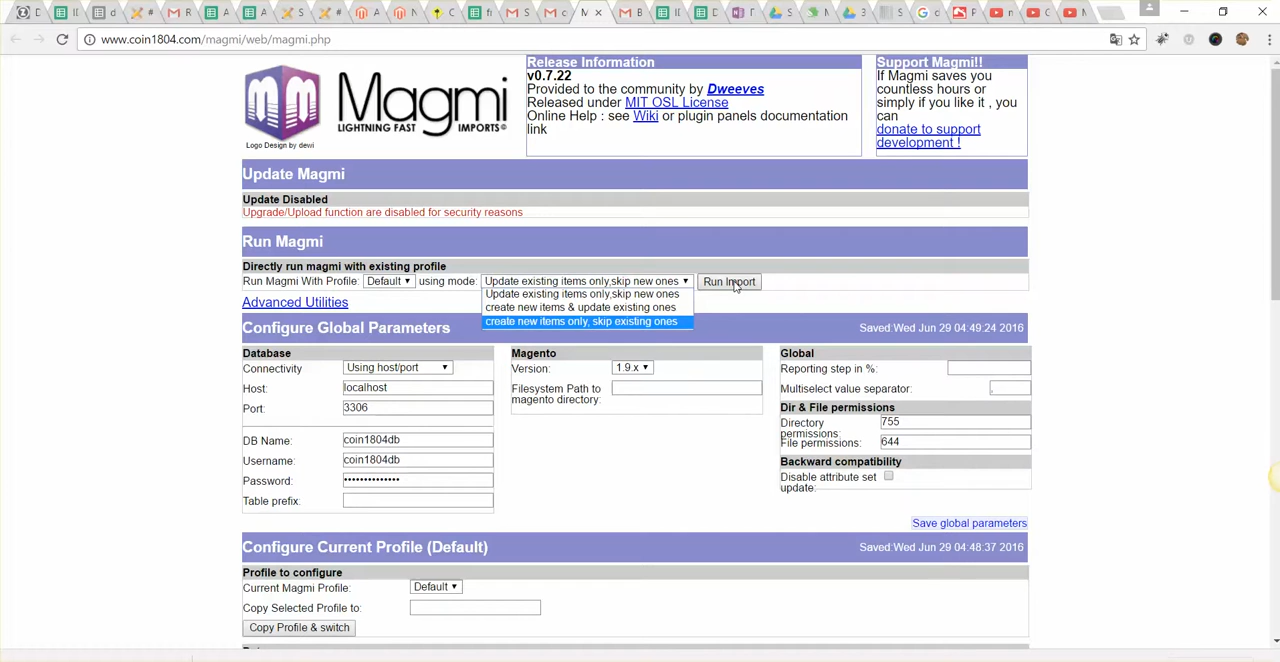 D
ID
d
#
R
A
A
S
#
A
N
C
fi
S
c
M
B
ID
D
D
S
M
3
S
d
P
n
C
M
www.coin1804.com/magmi/web/magmi.php
Magmi
LIGHTNING FAST IMPORTS
Logo Design by dewi
Release Information
v0.7.22
Provided to the community by Dweeves
Released under MIT OSL License
Online Help : see Wiki or plugin panels documentation
link
Support Magmi!!
If Magmi saves you
countless hours or
simply if you like it , you
can
donate to support
development !
Update Magmi
Update Disabled
Upgrade/Upload function are disabled for security reasons
Run Magmi
Directly run magmi with existing profile
Run Magmi With Profile: Default using mode: Update existing items only,skip new ones Run Import
Update existing items only,skip new ones
create new items & update existing ones
create new items only, skip existing ones
Advanced Utilities
Configure Global Parameters
Saved:Wed Jun 29 04:49:24 2016
Database
Connectivity Using host/port
Host: localhost
Port: 3306
DB Name: coin1804db
Username: coin1804db
Password: ••••••••••••••
Table prefix:
Magento
Version: 1.9.x
Filesystem Path to
magento directory:
Global
Reporting step in %:
Multiselect value separator: ,
Dir & File permissions
Directory
permissions: 755
File permissions: 644
Backward compatibility
Disable attribute set
update:
Save global parameters
Configure Current Profile (Default)
Saved:Wed Jun 29 04:48:37 2016
Profile to configure
Current Magmi Profile: Default
Copy Selected Profile to:
Copy Profile & switch